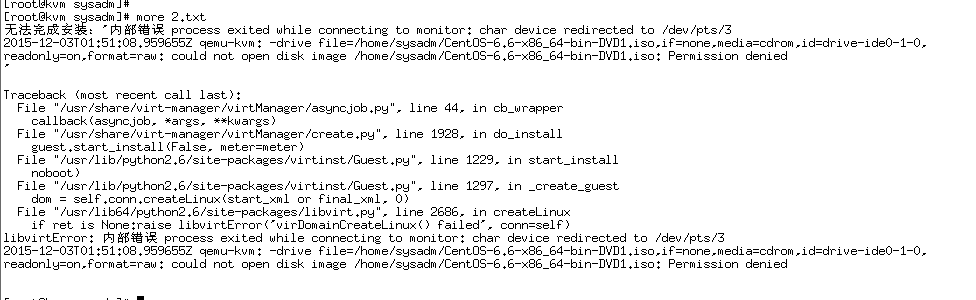 [root@kvm sysadm]#
[root@kvm sysadm]# more 2.txt
无法完成安装：“内部错误 process exited while connecting to monitor: char device redirected to /dev/pts/3
2015-12-03T01:51:08.959655Z qemu-kvm: -drive file=/home/sysadm/CentOS-6.6-x86_64-bin-DVD1.iso,if=none,media=cdrom,id=drive-ide0-1-0,
readonly=on,format=raw: could not open disk image /home/sysadm/CentOS-6.6-x86_64-bin-DVD1.iso: Permission denied
”
Traceback (most recent call last):
File "/usr/share/virt-manager/virtManager/asyncjob.py", line 44, in cb_wrapper
callback(asyncjob, *args, **kwargs)
File "/usr/share/virt-manager/virtManager/create.py", line 1928, in do_install
guest.start_install(False, meter=meter)
File "/usr/lib/python2.6/site-packages/virtinst/Guest.py", line 1229, in start_install
noboot)
File "/usr/lib/python2.6/site-packages/virtinst/Guest.py", line 1297, in _create_guest
dom = self.conn.createLinux(start_xml or final_xml, 0)
File "/usr/lib64/python2.6/site-packages/libvirt.py", line 2686, in createLinux
if ret is None:raise libvirtError('virDomainCreateLinux() failed', conn=self)
libvirtError: 内部错误 process exited while connecting to monitor: char device redirected to /dev/pts/3
2015-12-03T01:51:08.959655Z qemu-kvm: -drive file=/home/sysadm/CentOS-6.6-x86_64-bin-DVD1.iso,if=none,media=cdrom,id=drive-ide0-1-0,
readonly=on,format=raw: could not open disk image /home/sysadm/CentOS-6.6-x86_64-bin-DVD1.iso: Permission denied
[root@kvm sysadm]#